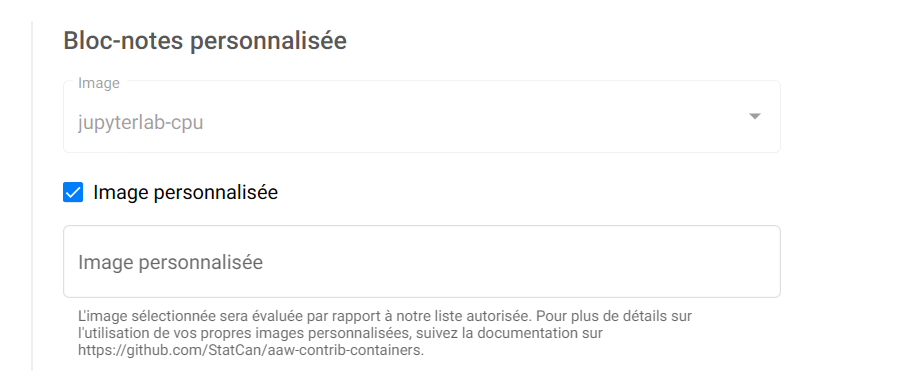 Bloc-notes personnalisée
Image
jupyterlab-cpu
Image personnalisée
Image personnalisée
L'image sélectionnée sera évaluée par rapport à notre liste autorisée. Pour plus de détails sur
l'utilisation de vos propres images personnalisées, suivez la documentation sur
https://github.com/StatCan/aaw-contrib-containers.